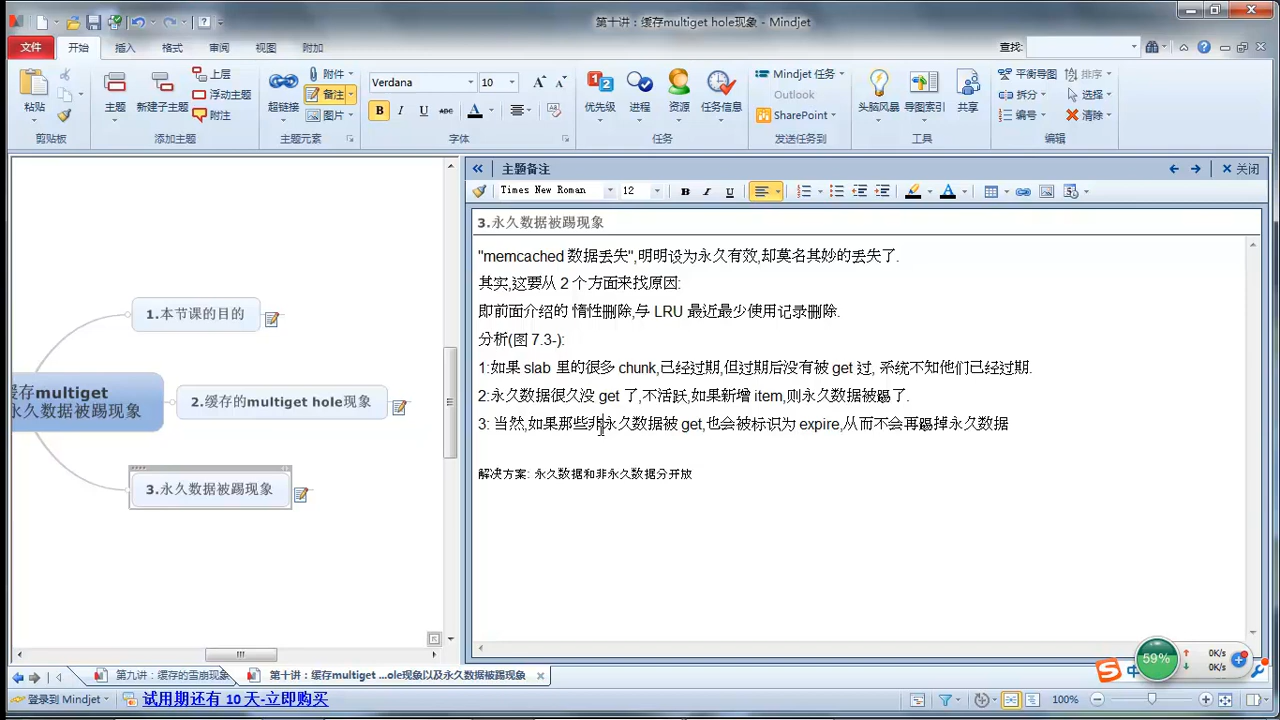 第十讲：缓存multiget hole现象 - Mindjet
文件 开始 插入 格式 审阅 视图 附加 查找:
粘贴 主题 新建子主题 上层 浮动主题 附注 超链接 附件 备注 图片 Verdana 10 B I U abc A 优先级 进程 资源 任务信息 Mindjet 任务 Outlook SharePoint 头脑风暴 导图索引 共享 平衡导图 拆分 编号 排序 选择 清除
剪贴板 添加主题 主题元素 字体 任务 发送任务到 工具 编辑
主题备注 关闭
Times New Roman 12 B I U A
3.永久数据被踢现象
"memcached 数据丢失",明明设为永久有效,却莫名其妙的丢失了.
其实,这要从 2 个方面来找原因:
即前面介绍的 惰性删除,与 LRU 最近最少使用记录删除.
分析(图 7.3-):
1:如果 slab 里的很多 chunk,已经过期,但过期后没有被 get 过, 系统不知他们已经过期.
2:永久数据很久没 get 了,不活跃,如果新增 item,则永久数据被踢了.
3: 当然,如果那些非永久数据被 get,也会被标识为 expire,从而不会再踢掉永久数据
解决方案: 永久数据和非永久数据分开放
1.本节课的目的
缓存multiget
永久数据被踢现象
2.缓存的multiget hole现象
3.永久数据被踢现象
59% 0K/s
0K/s
第九讲：缓存的雪崩现象 第十讲：缓存multiget ...ole现象以及永久数据被踢现象
登录到 Mindjet 试用期还有 10 天-立即购买 100%